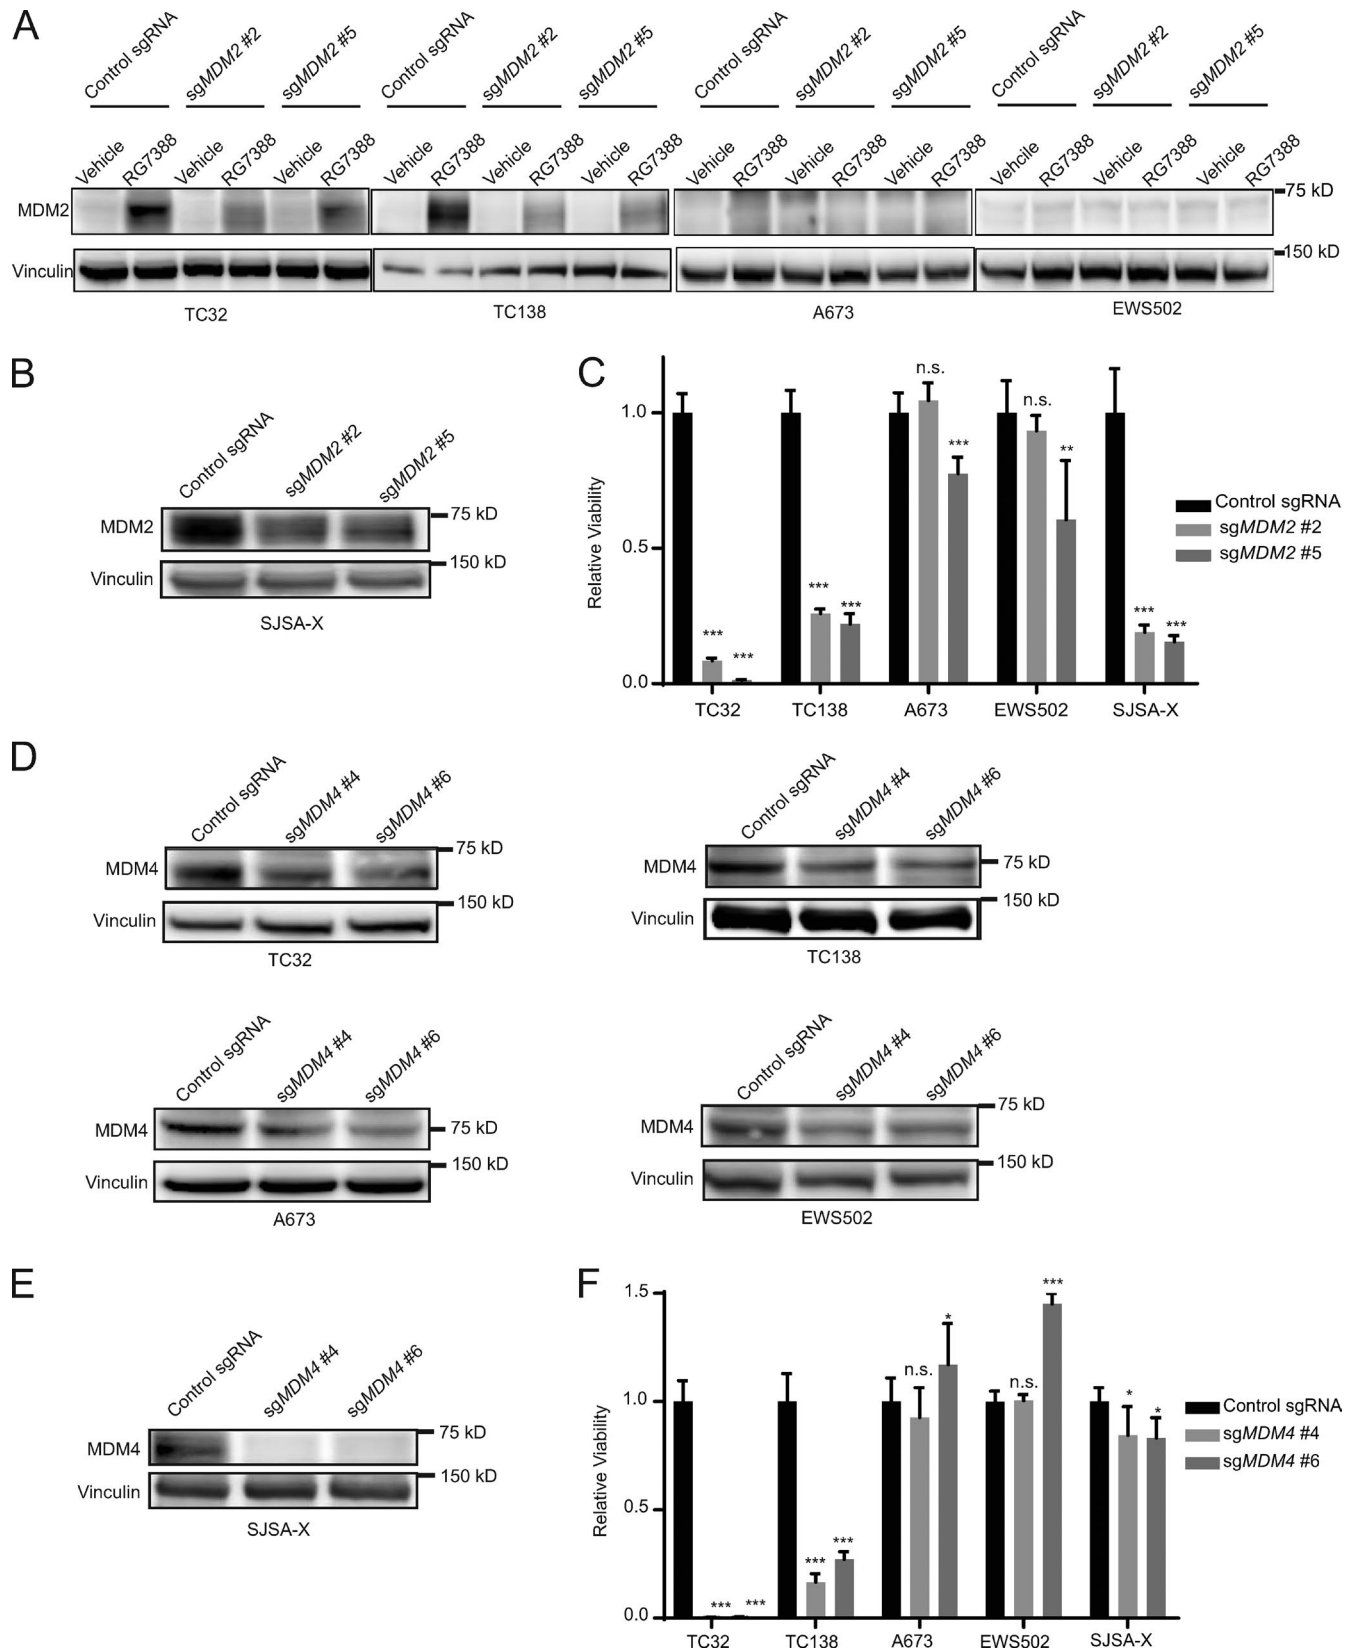 A
Control sgRNA
sgMDM2 #2
sgMDM2 #5
Control sgRNA
sgMDM2 #2
sgMDM2 #5
Control sgRNA
sgMDM2 #2
sgMDM2 #5
Control sgRNA
sgMDM2 #2
sgMDM2 #5
Vehicle
RG7388
Vehicle
RG7388
Vehicle
RG7388
Vehicle
RG7388
Vehicle
RG7388
Vehicle
RG7388
Vehicle
RG7388
Vehicle
RG7388
Vehicle
RG7388
Vehcile
RG7388
Vehicle
RG7388
Vehicle
RG7388
MDM2
75 kD
Vinculin
150 kD
TC32
TC138
A673
EWS502
B
Control sgRNA
sgMDM2 #2
sgMDM2 #5
MDM2
75 kD
Vinculin
150 kD
SJSA-X
C
Relative Viability
1.0
0.5
0.0
***
***
***
***
n.s.
***
n.s.
**
***
***
TC32
TC138
A673
EWS502
SJSA-X
Control sgRNA
sgMDM2 #2
sgMDM2 #5
D
Control sgRNA
sgMDM4 #4
sgMDM4 #6
MDM4
75 kD
Vinculin
150 kD
TC32
Control sgRNA
sgMDM4 #4
sgMDM4 #6
MDM4
75 kD
Vinculin
150 kD
TC138
Control sgRNA
sgMDM4 #4
sgMDM4 #6
MDM4
75 kD
Vinculin
150 kD
A673
Control sgRNA
sgMDM4 #4
sgMDM4 #6
MDM4
75 kD
Vinculin
150 kD
EWS502
E
Control sgRNA
sgMDM4 #4
sgMDM4 #6
MDM4
75 kD
Vinculin
150 kD
SJSA-X
F
Relative Viability
1.5
1.0
0.5
0.0
***
***
***
***
n.s.
*
n.s.
***
*
*
TC32
TC138
A673
EWS502
SJSA-X
Control sgRNA
sgMDM4 #4
sgMDM4 #6